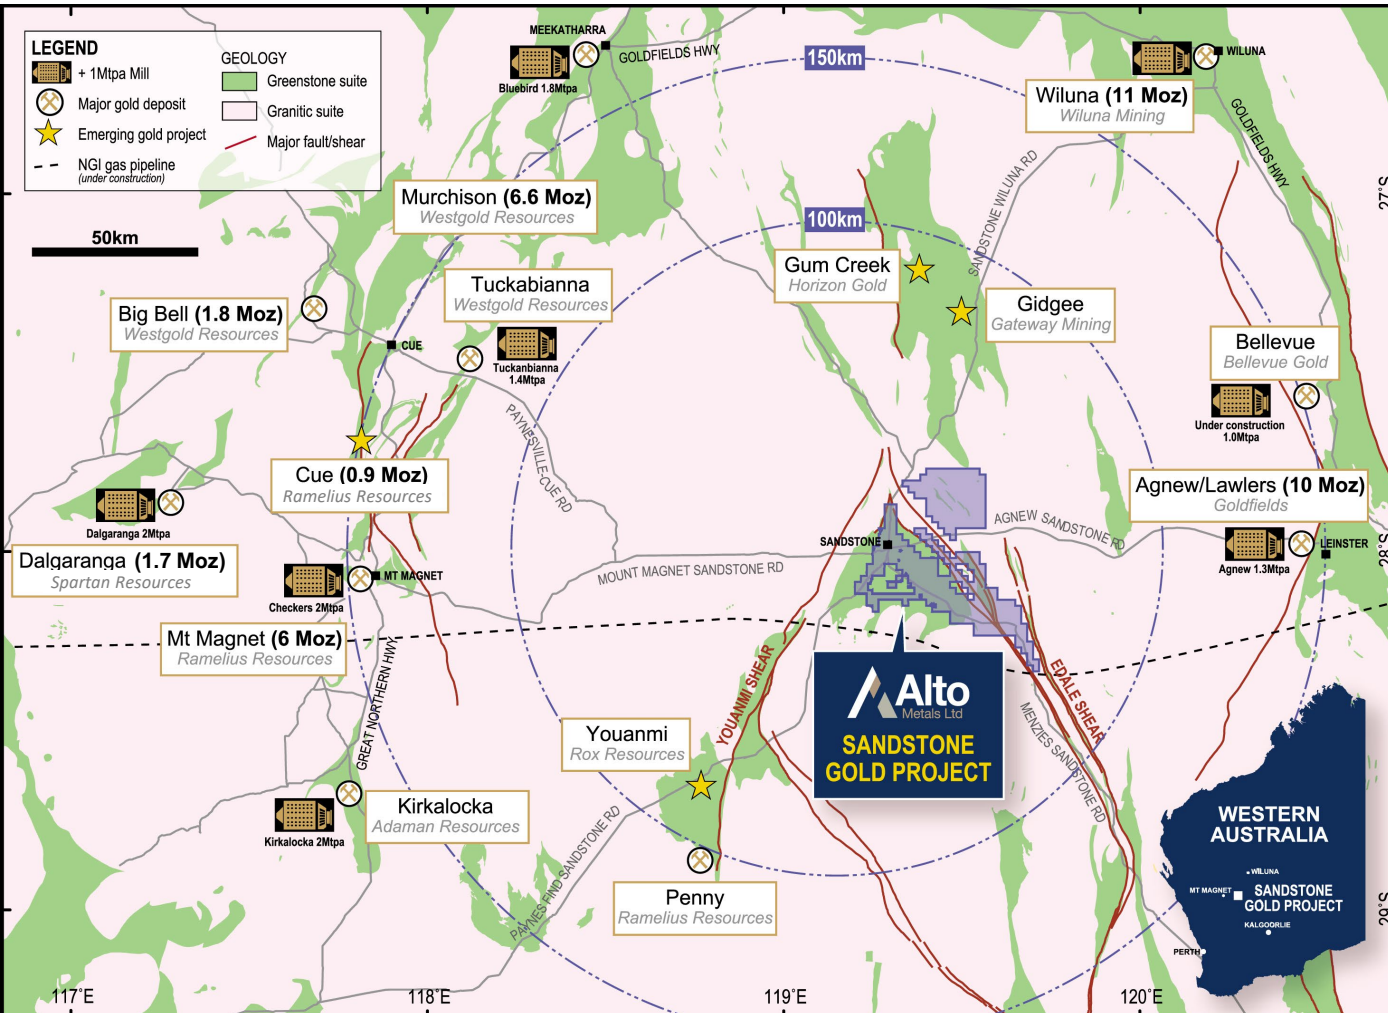 LEGEND
+ 1Mtpa Mill
Major gold deposit
Emerging gold project
NGI gas pipeline
(under construction)
GEOLOGY
Greenstone suite
Granitic suite
Major fault/shear
50km
MEEKATHARRA
Bluebird 1.8Mtpa
GOLDFIELDS HWY
150km
WILUNA
Wiluna (11 Moz)
Wiluna Mining
GOLDFIELDS HWY
27°S
Murchison (6.6 Moz)
Westgold Resources
100km
SANDSTONE WILUNA RD
Gum Creek
Horizon Gold
Gidgee
Gateway Mining
Tuckabianna
Westgold Resources
Big Bell (1.8 Moz)
Westgold Resources
CUE
Tuckanbianna
1.4Mtpa
Bellevue
Bellevue Gold
Under construction
1.0Mtpa
PAYNESVILLE-CUE RD
Cue (0.9 Moz)
Ramelius Resources
Agnew/Lawlers (10 Moz)
Goldfields
Dalgaranga 2Mtpa
Dalgaranga (1.7 Moz)
Spartan Resources
AGNEW SANDSTONE RD
SANDSTONE
LEINSTER
Agnew 1.3Mtpa
28°S
MOUNT MAGNET SANDSTONE RD
MT MAGNET
Checkers 2Mtpa
Mt Magnet (6 Moz)
Ramelius Resources
GREAT NORTHERN HWY
YOUANMI SHEAR
EDALE SHEAR
MENZIES SANDSTONE RD
Alto
Metals Ltd
SANDSTONE
GOLD PROJECT
Youanmi
Rox Resources
Kirkalocka
Adaman Resources
Kirkalocka 2Mtpa
PAYNES FIND SANDSTONE RD
Penny
Ramelius Resources
WESTERN
AUSTRALIA
WILUNA
MT MAGNET
SANDSTONE
GOLD PROJECT
KALGOORLIE
PERTH
29°S
117°E
118°E
119°E
120°E